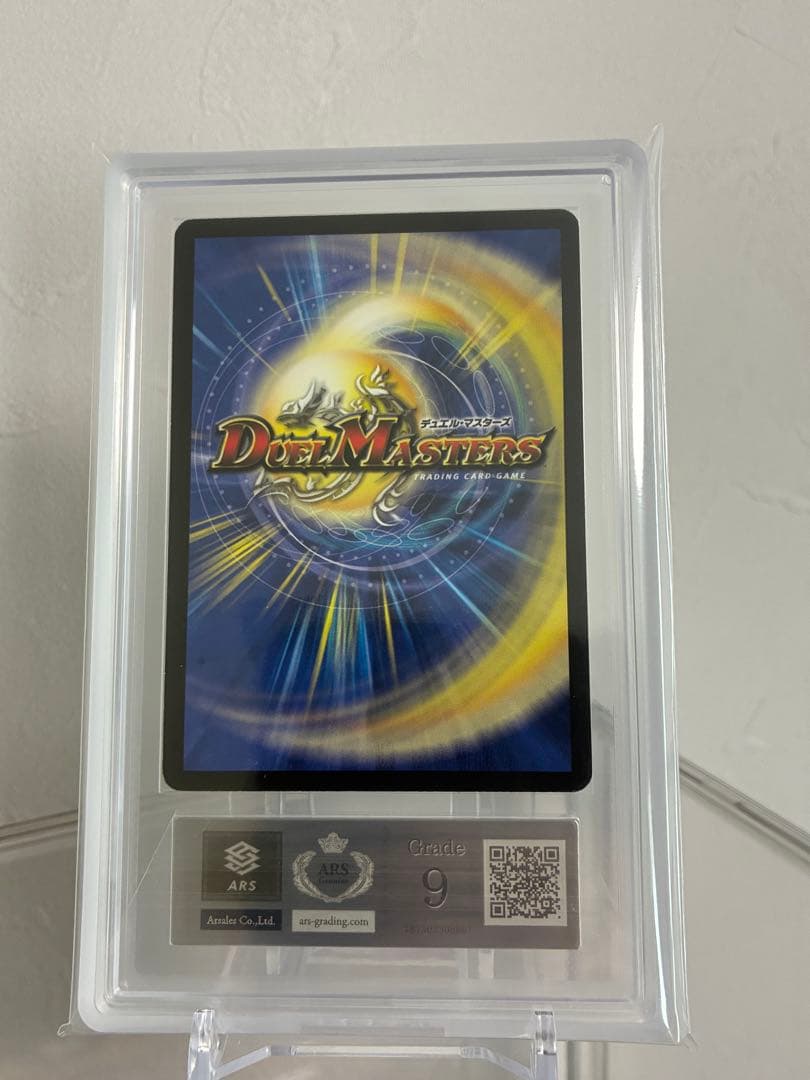 デュエル・マスターズ
DUEL MASTERS
TRADING CARD GAME
ARS
Arsales Co.,Ltd.
ARS
Genuine
ars-grading.com
Grade
9